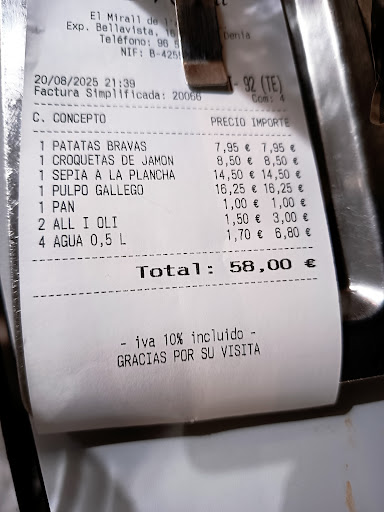 El Mirall de l'
Exp. Bellavista, 16 Denia
Teléfono: 96
NIF: B-425
20/08/2025 21:39 - 92 (TE)
Factura Simplificada: 20066 Com: 4
C. CONCEPTO PRECIO IMPORTE
1 PATATAS BRAVAS 7,95 € 7,95 €
1 CROQUETAS DE JAMON 8,50 € 8,50 €
1 SEPIA A LA PLANCHA 14,50 € 14,50 €
1 PULPO GALLEGO 16,25 € 16,25 €
1 PAN 1,00 € 1,00 €
2 ALL I OLI 1,50 € 3,00 €
4 AGUA 0,5 L 1,70 € 6,80 €
Total: 58,00 €
- iva 10% incluido -
GRACIAS POR SU VISITA